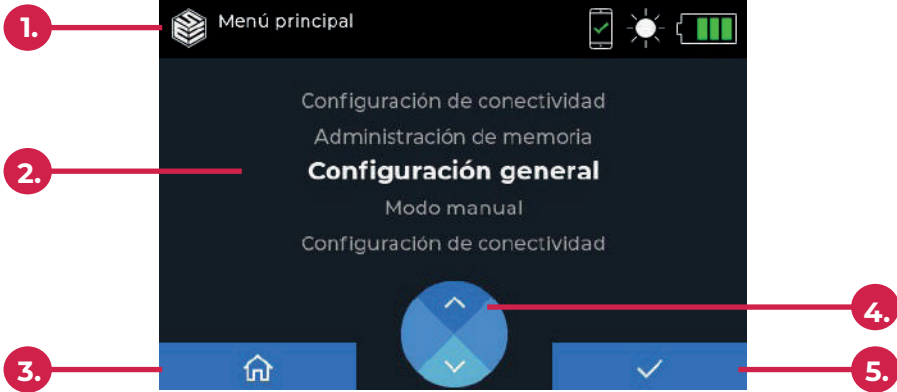 1.
Menú principal
Configuración de conectividad
Administración de memoria
2.
Configuración general
Modo manual
Configuración de conectividad
4.
3.
5.